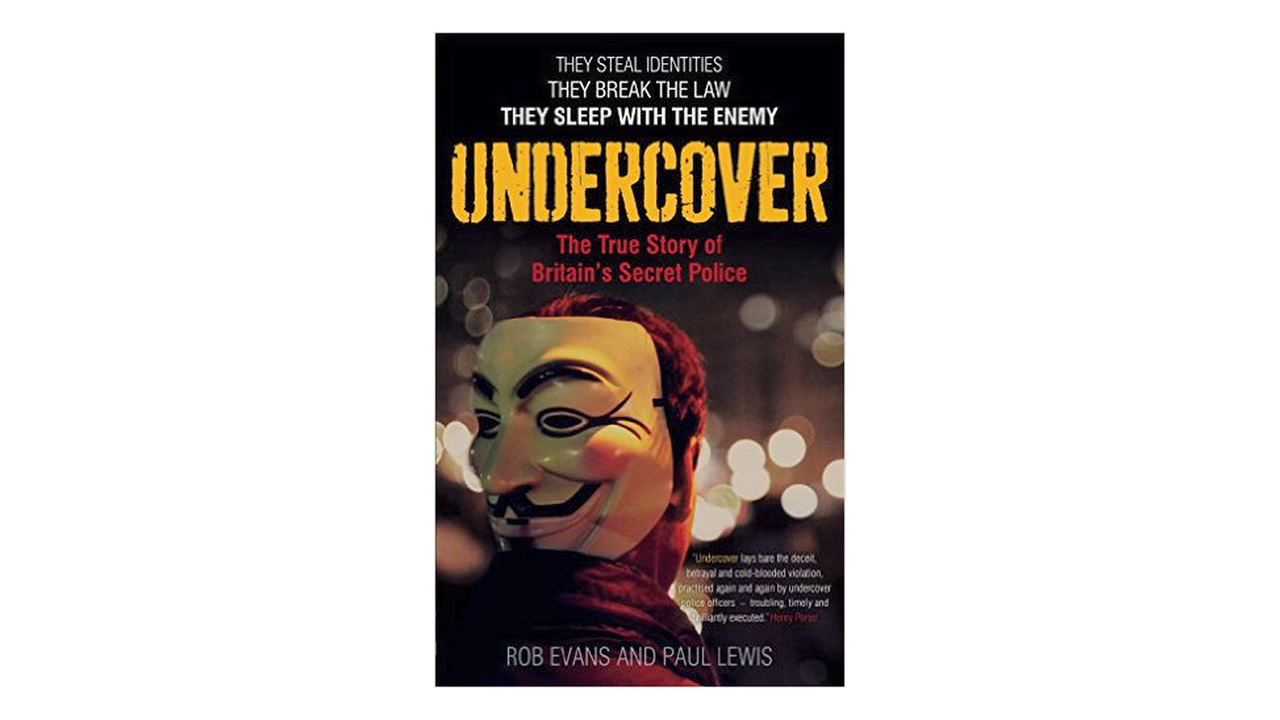 THEY STEAL IDENTITIES
THEY BREAK THE LAW
THEY SLEEP WITH THE ENEMY
UNDERCOVER
The True Story of
Britain's Secret Police
"Undercover lays bare the deceit,
betrayal and cold-blooded violation,
practised again and again by undercover
police officers – troubling, timely and
brilliantly executed." Henry Porter
ROB EVANS AND PAUL LEWIS